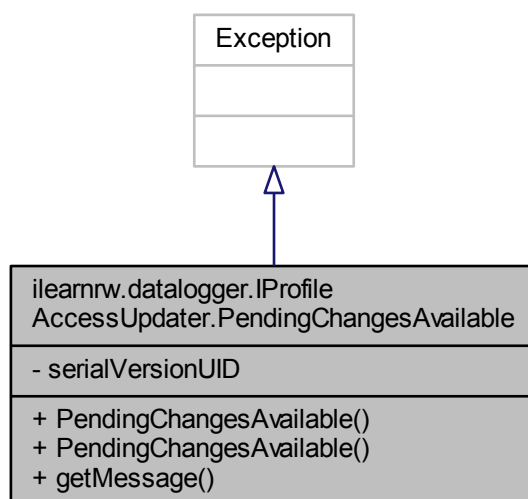 Exception
ilearnrw.datalogger.IProfile
AccessUpdater.PendingChangesAvailable
- serialVersionUID
+ PendingChangesAvailable()
+ PendingChangesAvailable()
+ getMessage()